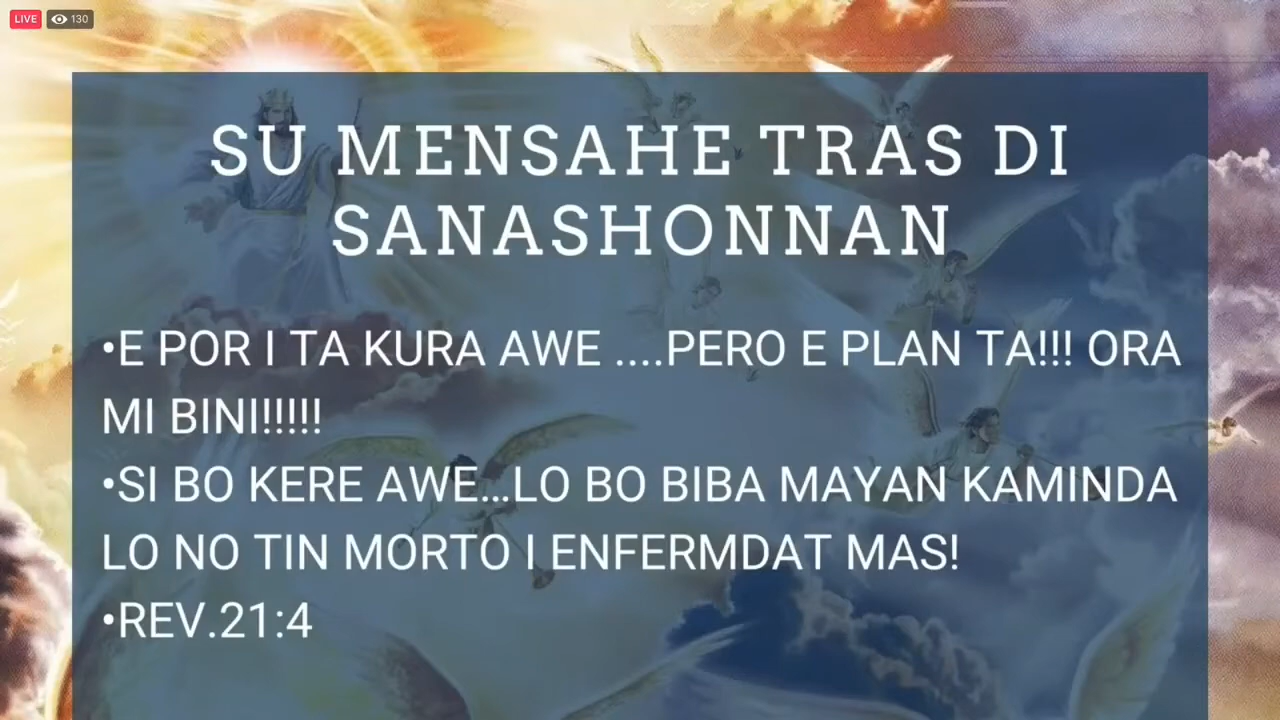 LIVE 130
SU MENSAHE TRAS DI
SANASHONNAN
•E POR I TA KURA AWE ....PERO E PLAN TA!!! ORA
MI BINI!!!!!
•SI BO KERE AWE...LO BO BIBA MAYAN KAMINDA
LO NO TIN MORTO I ENFERMDAT MAS!
•REV.21:4